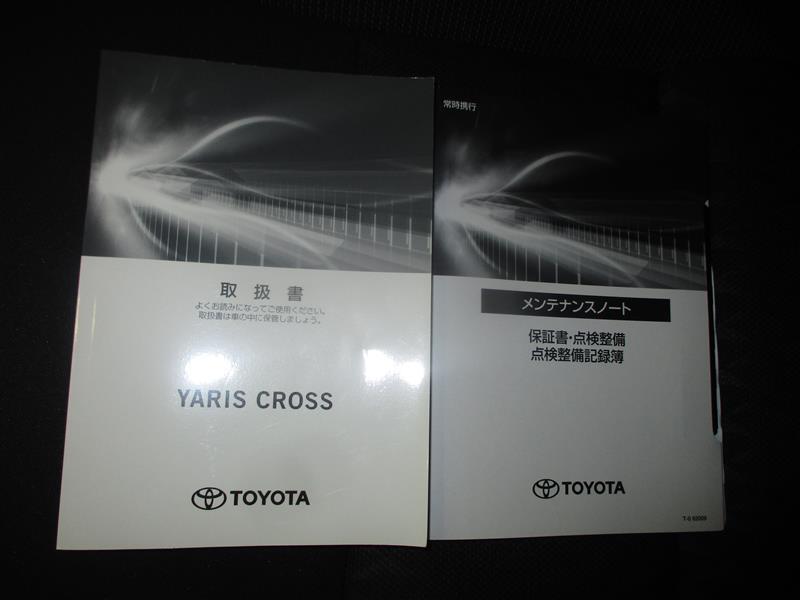 取扱書
よくお読みになってご使用ください。
取扱書は車の中に保管しましょう。
YARIS CROSS
TOYOTA
常時携行
メンテナンスノート
保証書・点検整備
点検整備記録簿
TOYOTA